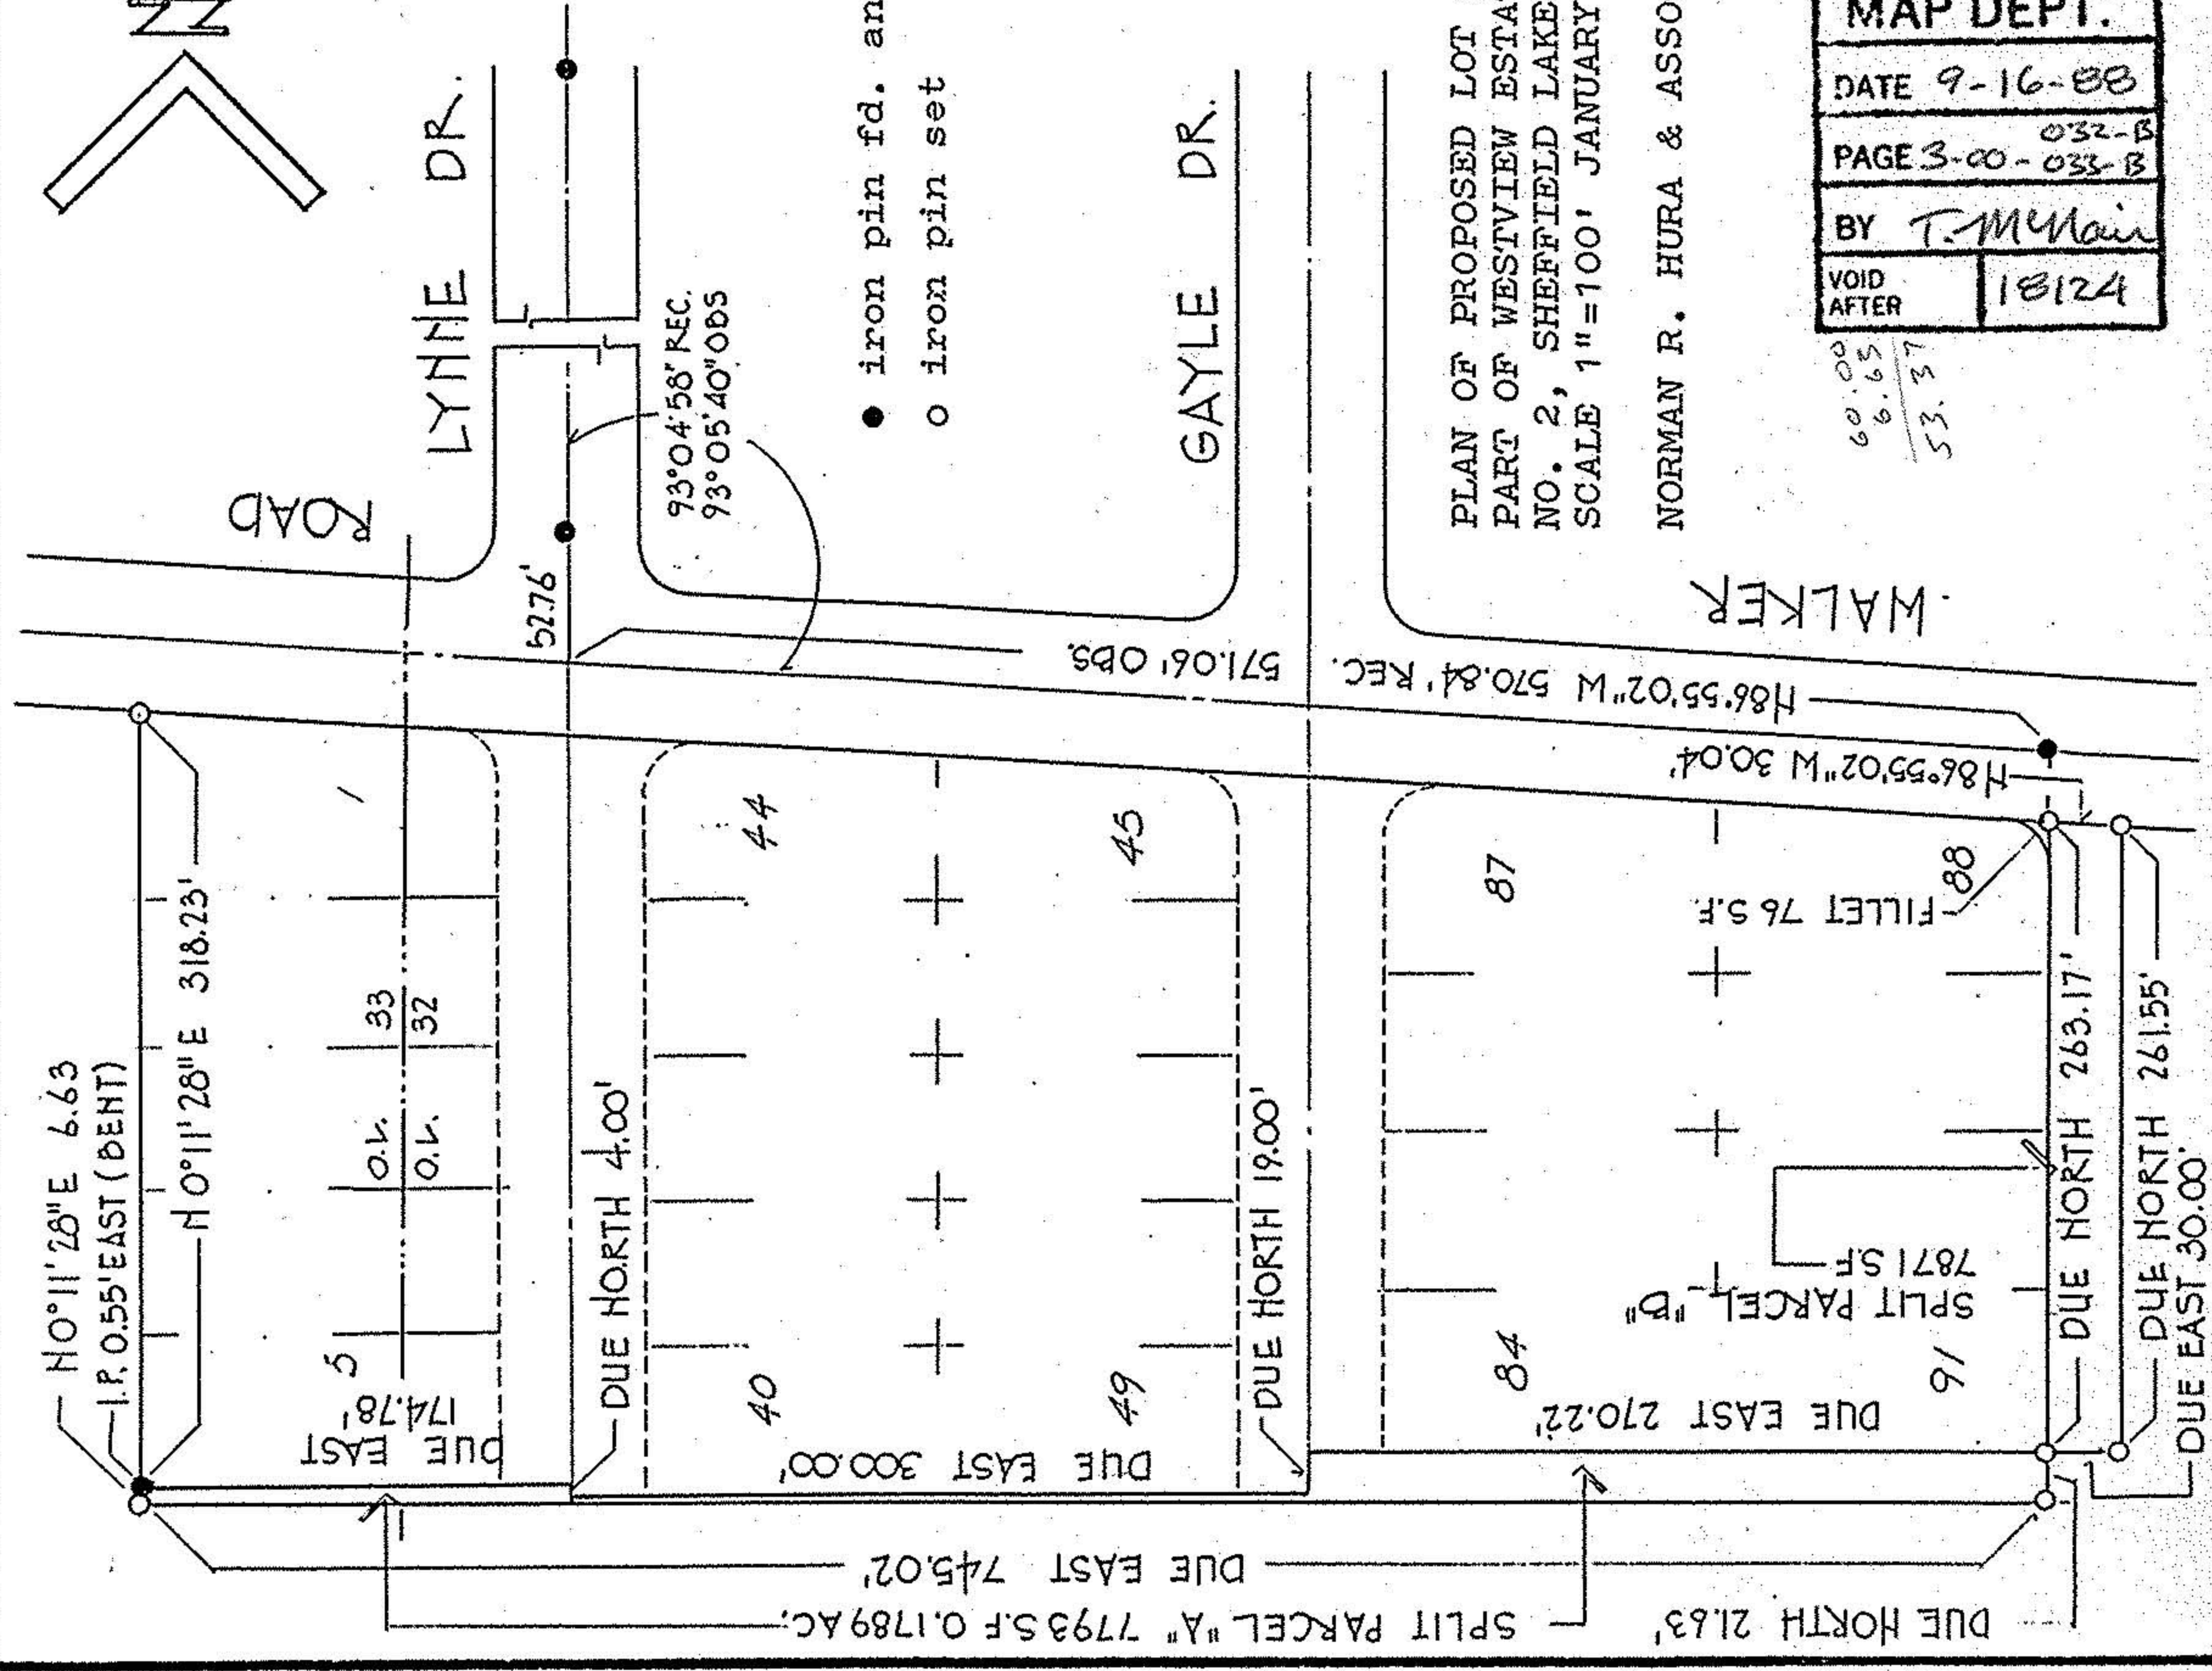 N
LYNNE DR.
ROAD
93°04'58" REC.
93°05'40" OBS
● iron pin fd. an
○ iron pin set
GAYLE DR.
PLAN OF PROPOSED LOT
PART OF WESTVIEW ESTA
NO. 2, SHEFFIELD LAKE
SCALE 1"=100' JANUARY
NORMAN R. HURA & ASSO
MAP DEPT.
DATE 9-16-88
PAGE 3-00-032-B
033-B
BY T. McNair
VOID AFTER 18124
60.00
6.65
53.37
WALKER
527.6'
571.06' OBS.
N86°55'02"W 570.84' REC.
N86°55'02"W 30.04'
N0°11'28"E 6.63
I.P. 0.55' EAST (BENT)
N0°11'28"E 318.23'
5
O.L. 33
O.L. 32
1
DUE EAST
174.78'
DUE NORTH 4.00'
40
44
45
49
DUE EAST 300.00'
DUE NORTH 19.00'
84
87
88
91
FILLET 76 S.F.
SPLIT PARCEL "B"
7871 S.F
DUE EAST 270.22'
DUE NORTH 263.17'
DUE NORTH 261.55'
DUE EAST 30.00'
DUE EAST 745.02'
SPLIT PARCEL "A" 7793 S.F 0.1789 AC.
DUE NORTH 21.63'